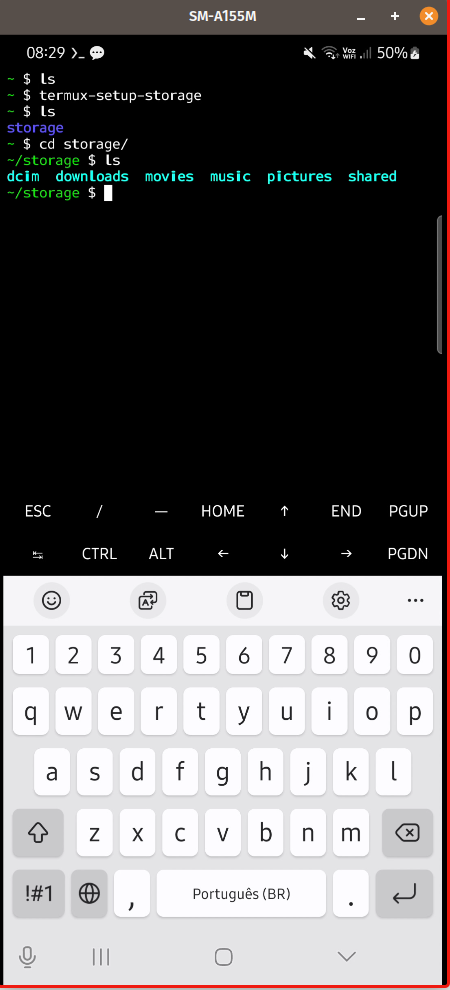 SM-A155M
08:29 >_ Voz WiFi 50%
~ $ ls
~ $ termux-setup-storage
~ $ ls
storage
~ $ cd storage/
~/storage $ ls
dcim downloads movies music pictures shared
~/storage $
ESC / — HOME ↑ END PGUP
↹ CTRL ALT ← ↓ → PGDN
1 2 3 4 5 6 7 8 9 0
q w e r t y u i o p
a s d f g h j k l
z x c v b n m
!#1 , Português (BR) .